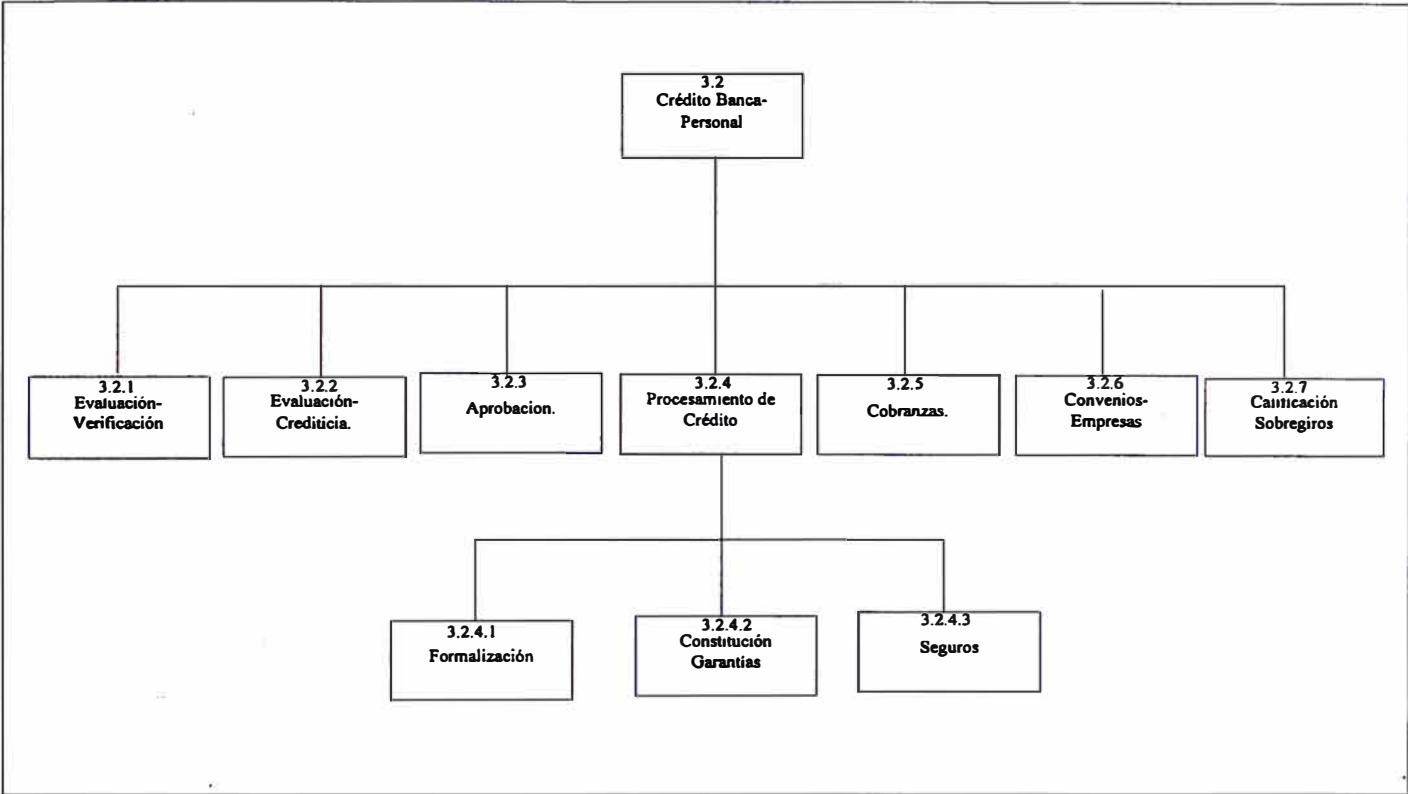 3.2
Crédito Banca-
Personal
3.2.1
Evaluación-
Verificación
3.2.2
Evaluación-
Crediticia.
3.2.3
Aprobacion.
3.2.4
Procesamiento de
Crédito
3.2.5
Cobranzas.
3.2.6
Convenios-
Empresas
3.2.7
Calificación
Sobregiros
3.2.4.1
Formalización
3.2.4.2
Constitución
Garantías
3.2.4.3
Seguros